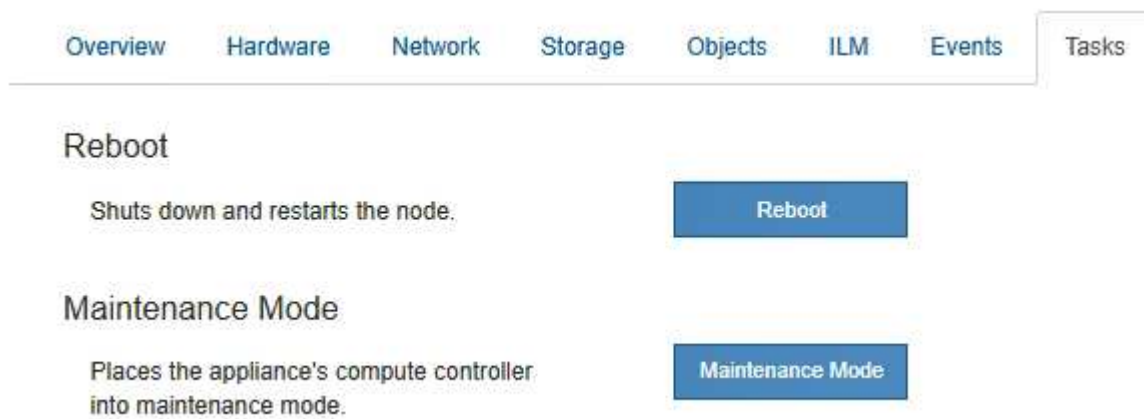 Overview Hardware Network Storage Objects ILM Events Tasks
Reboot
Shuts down and restarts the node.
Reboot
Maintenance Mode
Places the appliance's compute controller
into maintenance mode.
Maintenance Mode